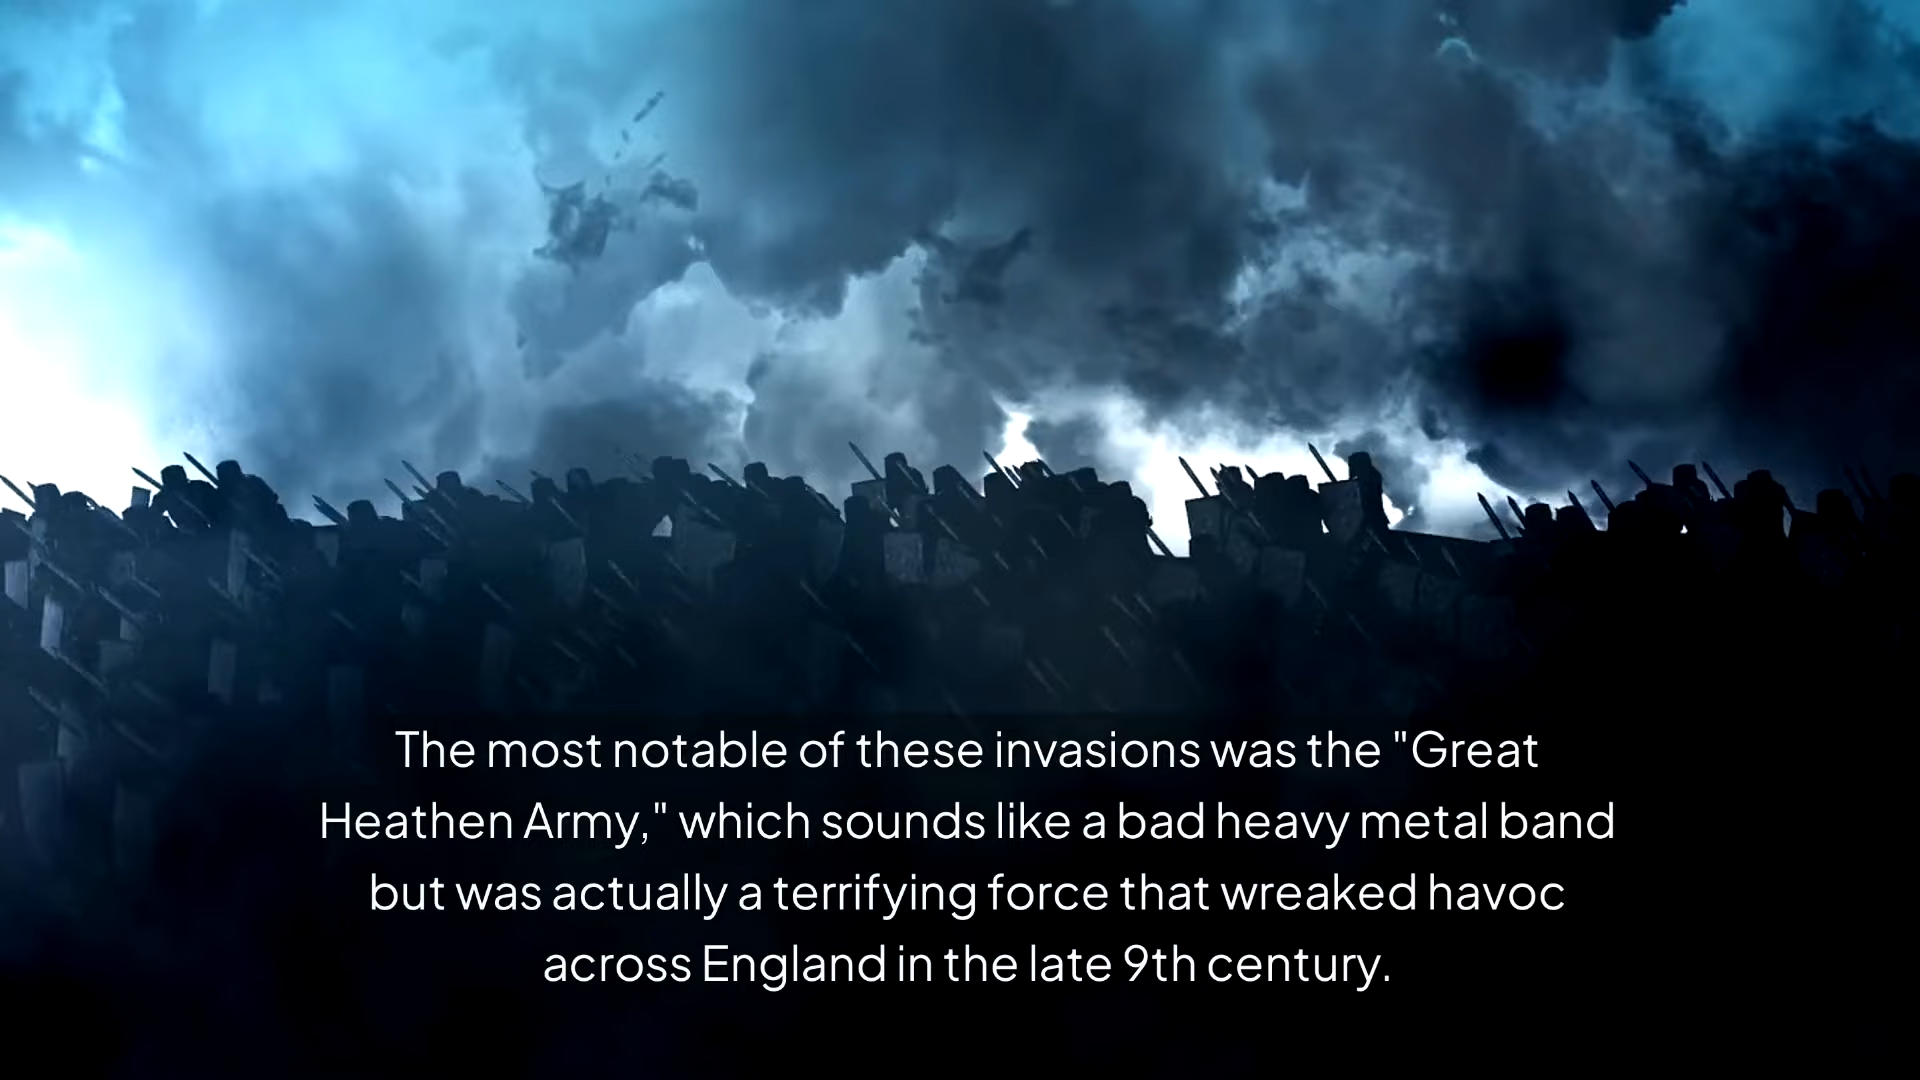 The most notable of these invasions was the "Great
Heathen Army," which sounds like a bad heavy metal band
but was actually a terrifying force that wreaked havoc
across England in the late 9th century.